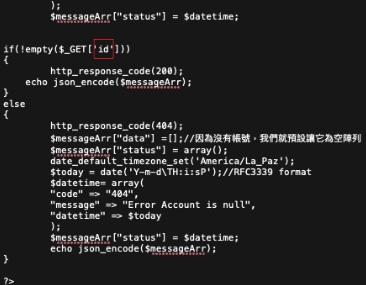 );
$messageArr["status"] = $datetime;
if(!empty($_GET['id']))
{
http_response_code(200);
echo json_encode($messageArr);
}
else
{
http_response_code(404);
$messageArr["data"] =[];//因為沒有帳號，我們就預設讓它為空陣列
$messageArr["status"] = array();
date_default_timezone_set('America/La_Paz');
$today = date('Y-m-d\TH:i:sP');//RFC3339 format
$datetime= array(
"code" => "404",
"message" => "Error Account is null",
"datetime" => $today
);
$messageArr["status"] = $datetime;
echo json_encode($messageArr);
}
?>